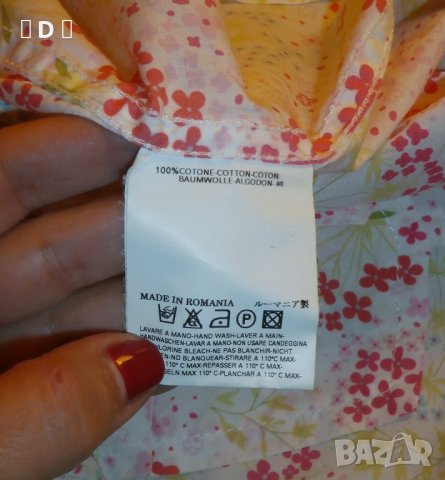 D
100%COTONE-COTTON-COTON
BAUMWOLLE-ALGODON-
MADE IN ROMANIA ルーマニア製
P
LAVARE A MANO-HAND WASH-LAVER A MAIN-
HANDWASCHEN-LAVAR A MANO-NON USARE CANDEGGINA
CHLORINE BLEACH-NE PAS BLANCHIR-NICHT
NO BLANQUEAR-STIRARE A 110°C MAX-
110° C MAX-REPASSER A 110° C MAX-
MAX 110° C-PLANCHAR A 110° C MAX-
BAZAR